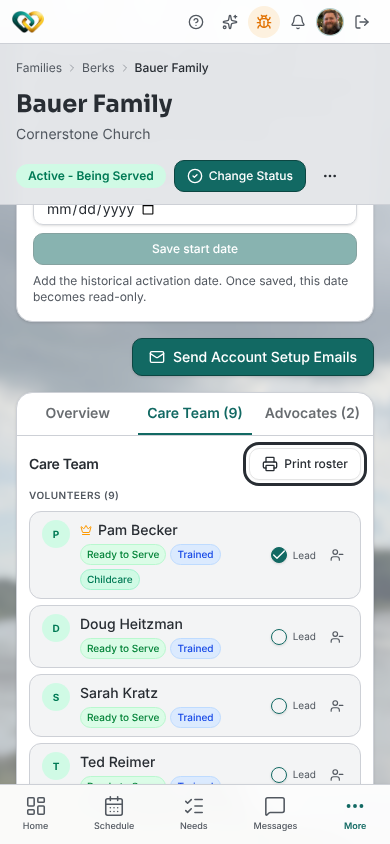 Families > Berks > Bauer Family
Bauer Family
Cornerstone Church
Active - Being Served
Change Status
mm/dd/yyyy
Save start date
Add the historical activation date. Once saved, this date
becomes read-only.
Send Account Setup Emails
Overview
Care Team (9)
Advocates (2)
Care Team
Print roster
VOLUNTEERS (9)
P
Pam Becker
Ready to Serve
Trained
Childcare
Lead
D
Doug Heitzman
Ready to Serve
Trained
Lead
S
Sarah Kratz
Ready to Serve
Trained
Lead
T
Ted Reimer
Ready to Serve
Trained
Lead
Home
Schedule
Needs
Messages
More